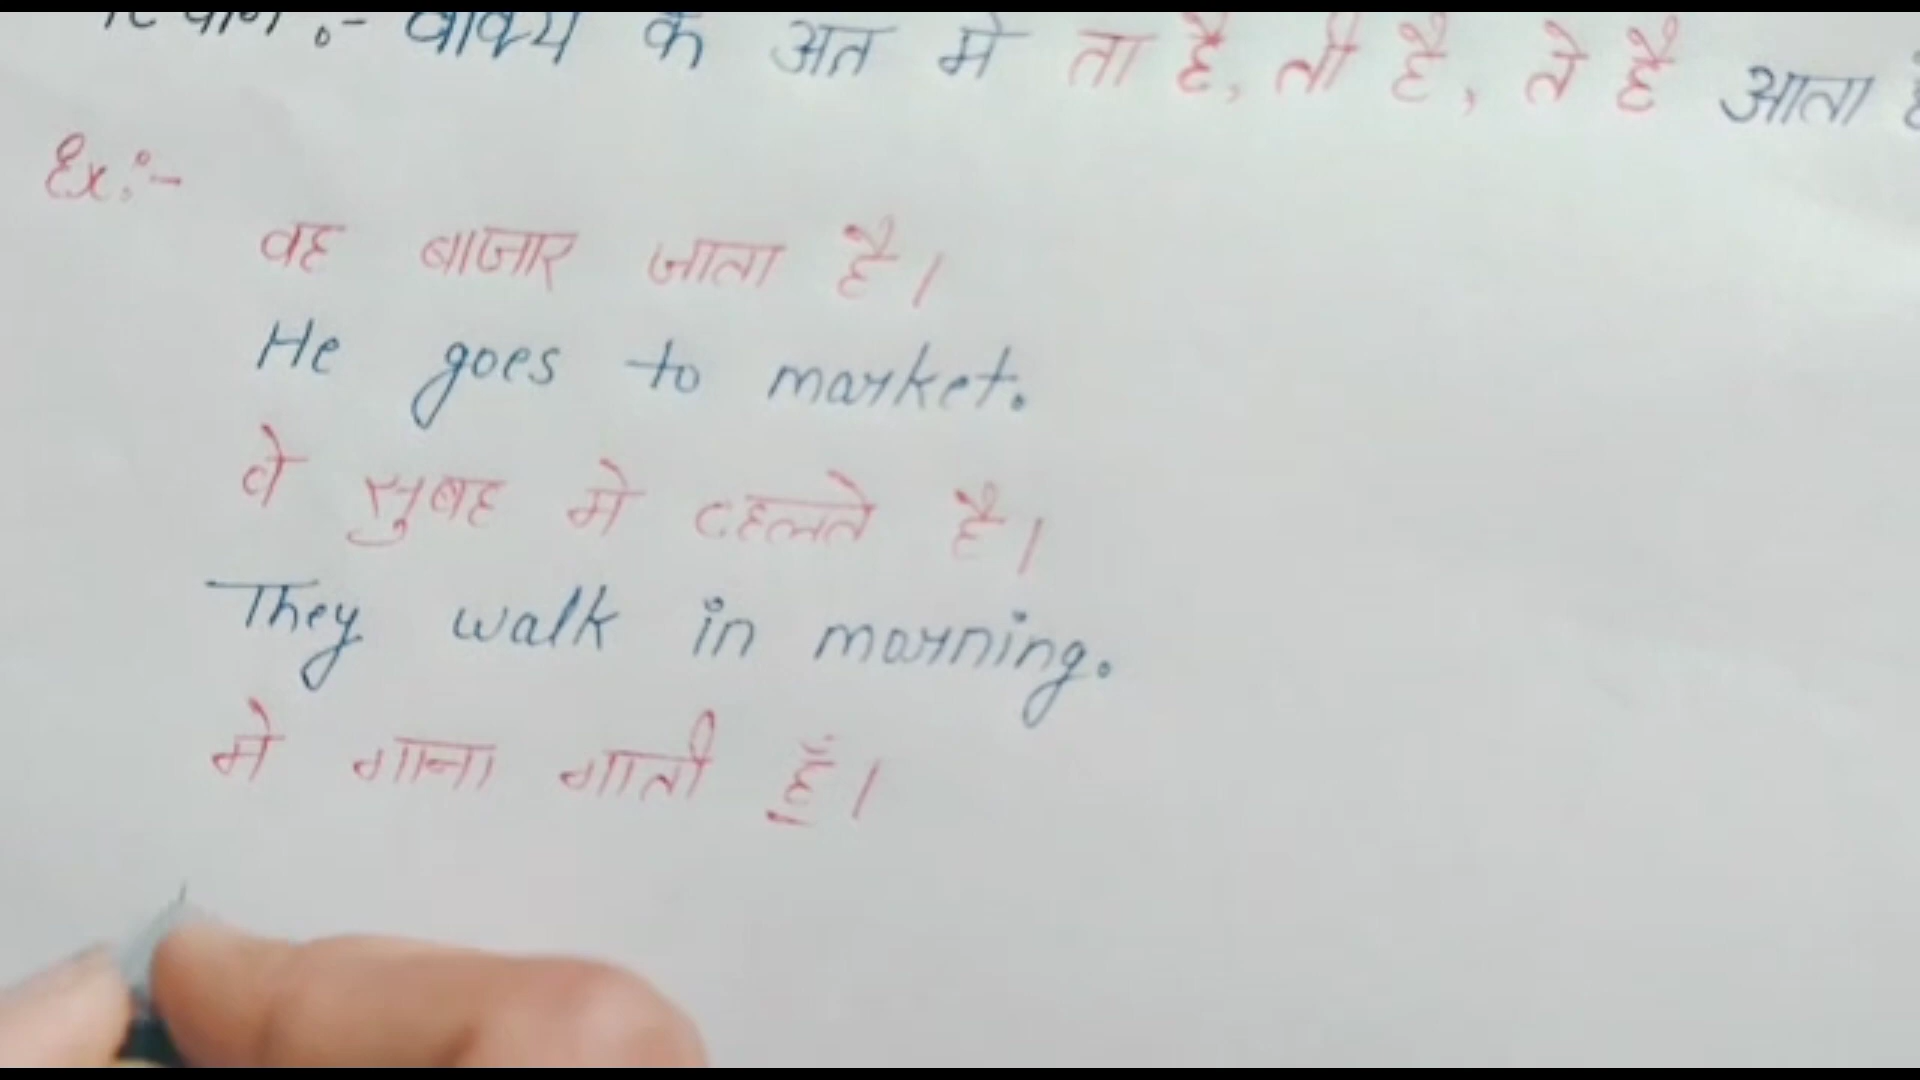 :- वाक्य के अंत मे ता है, ती है, ते है आता
Ex:-
वह बाजार जाता है।
He goes to market.
वे सुबह मे टहलते है।
They walk in morning.
मे गाना गाती हूँ।